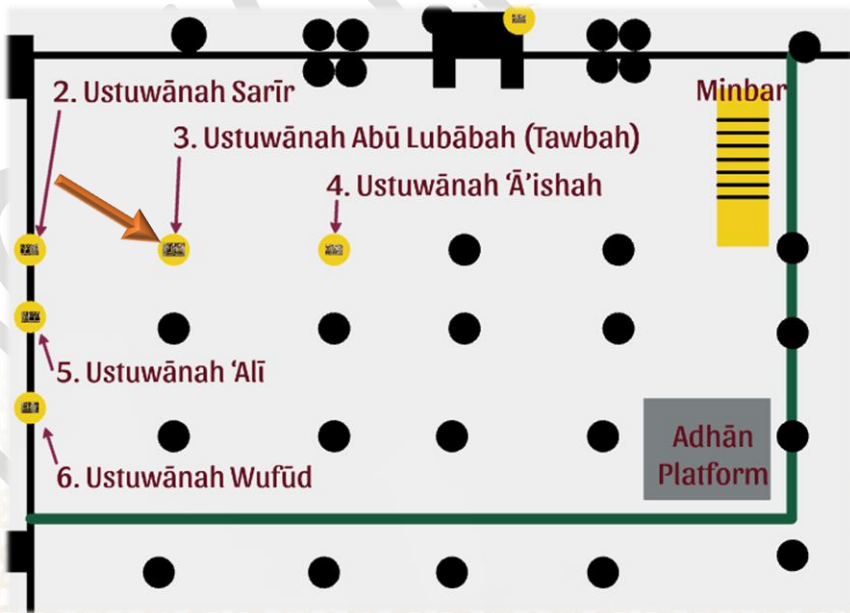 2. Ustuwānah Sarīr
Minbar
3. Ustuwānah Abū Lubābah (Tawbah)
4. Ustuwānah ‘Ā’ishah
5. Ustuwānah ‘Alī
Adhān
Platform
6. Ustuwānah Wufūd